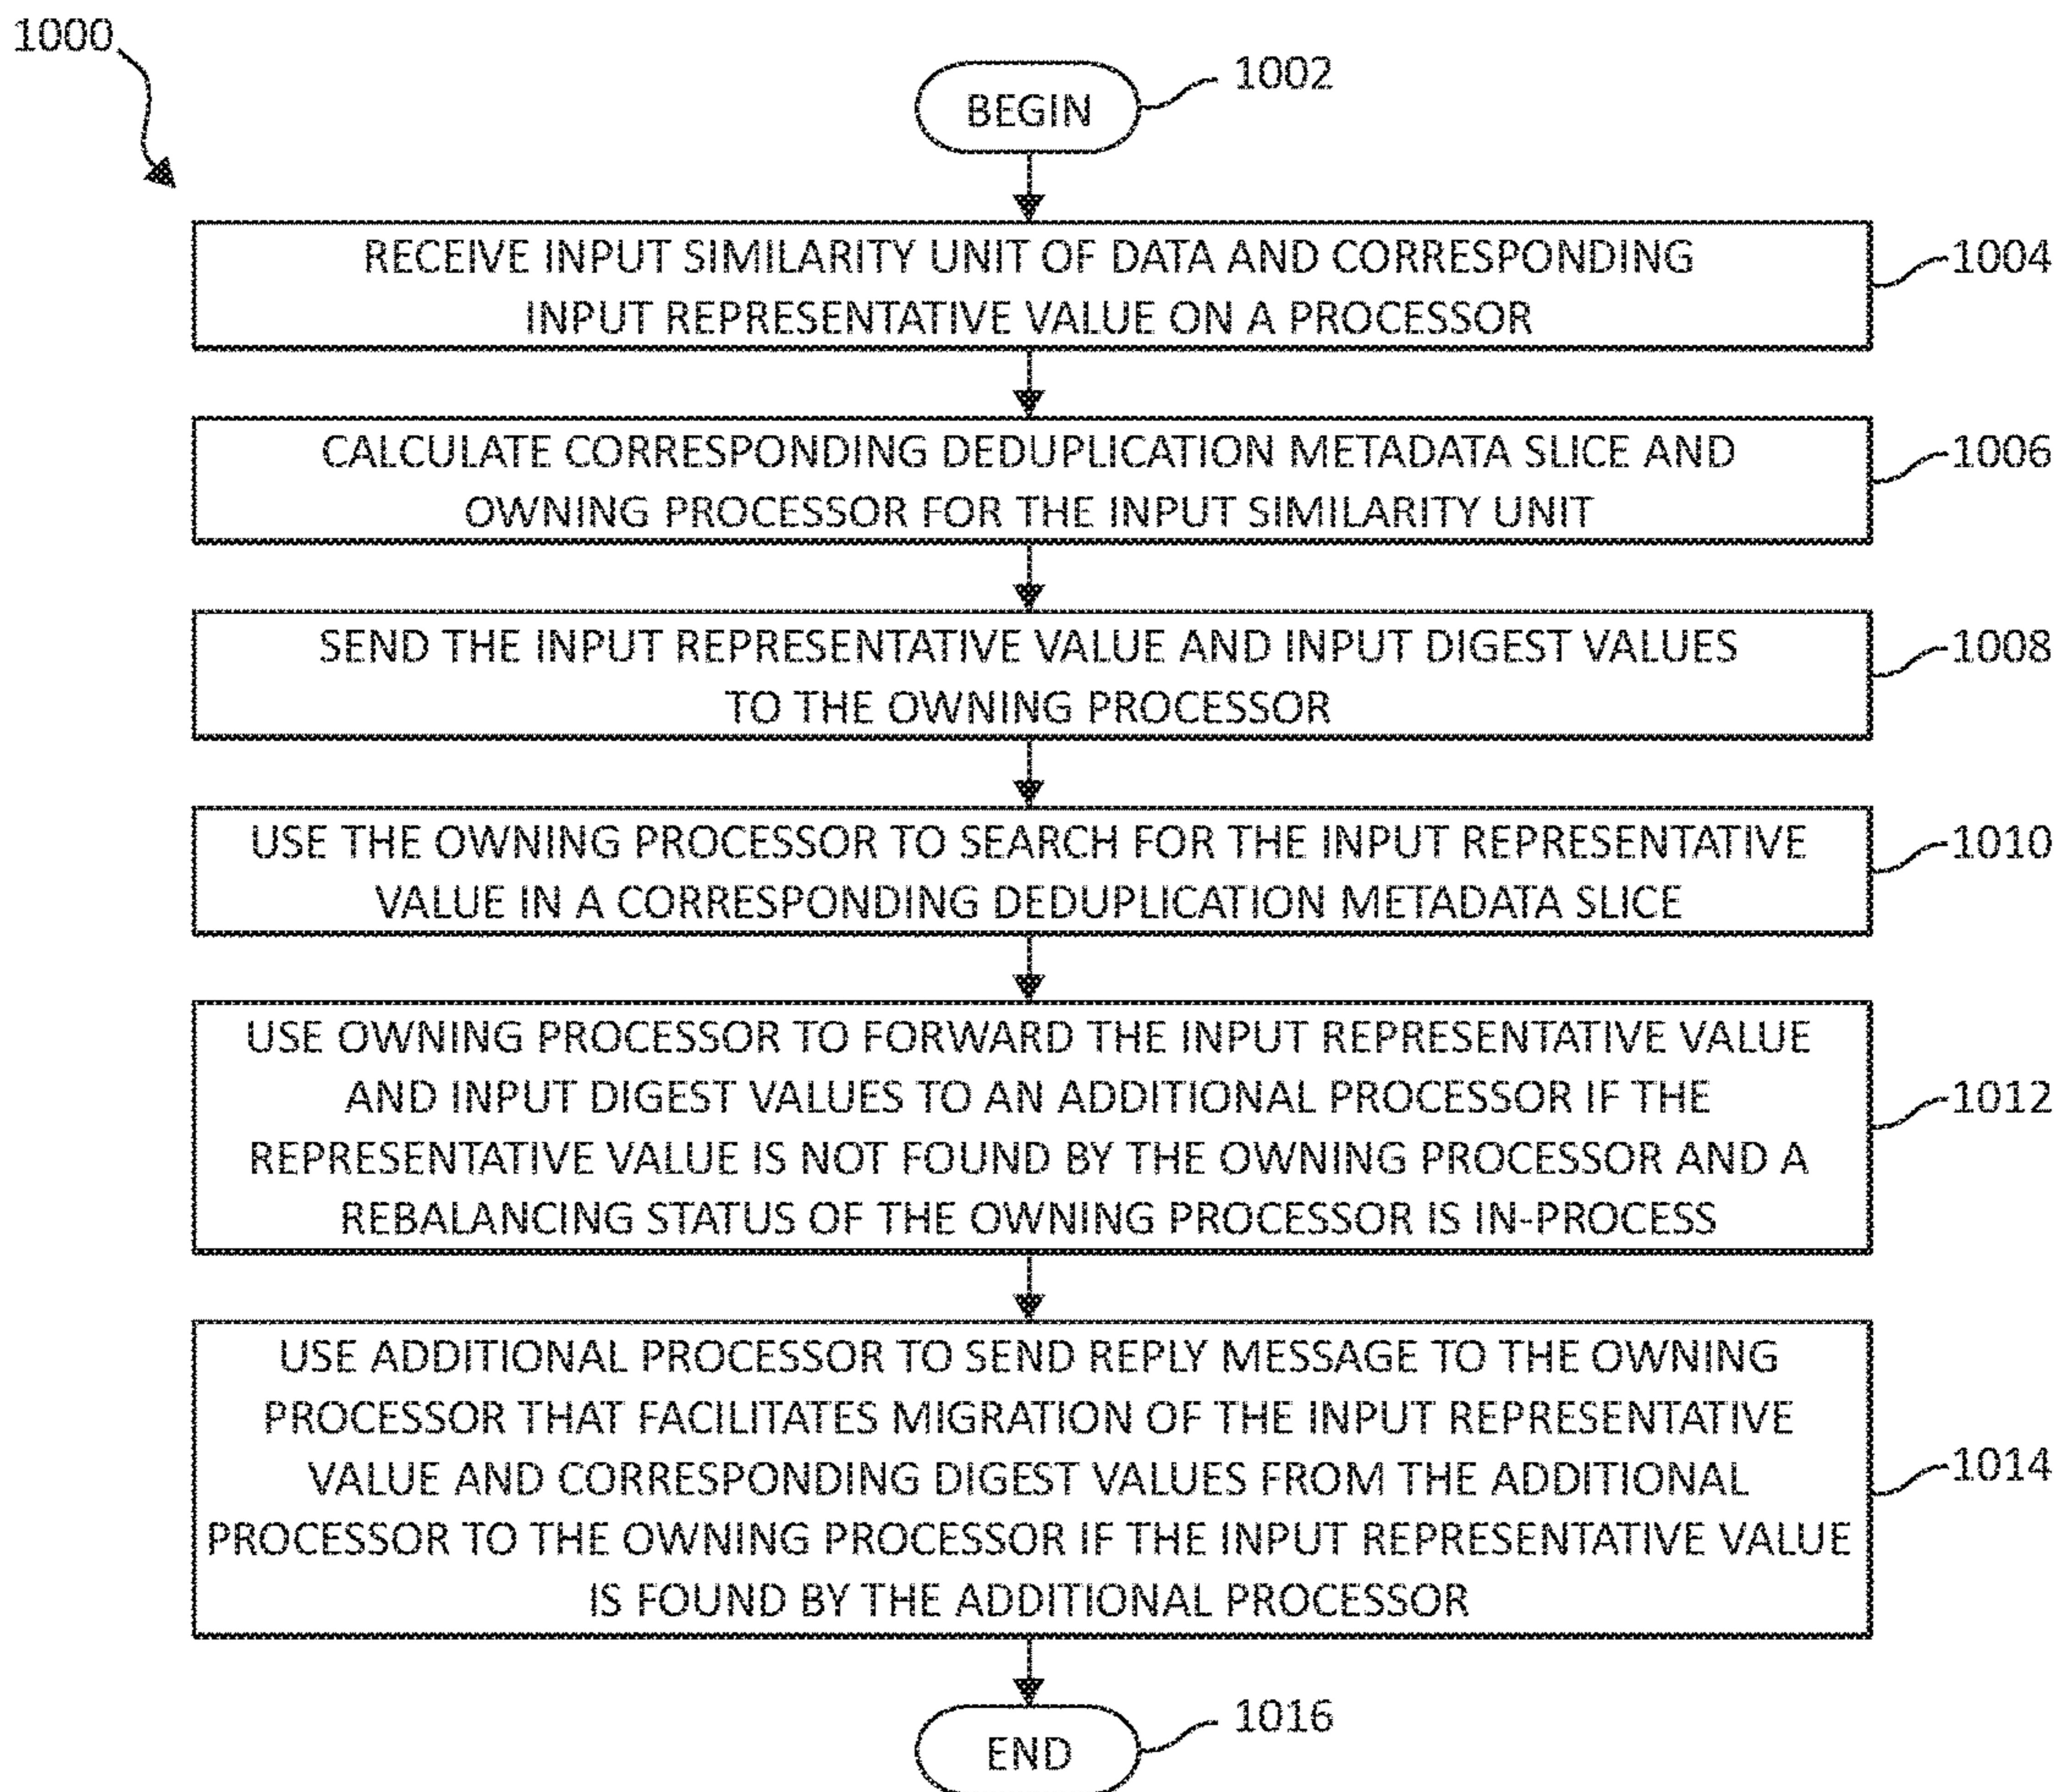 1000
BEGIN
1002
RECEIVE INPUT SIMILARITY UNIT OF DATA AND CORRESPONDING
INPUT REPRESENTATIVE VALUE ON A PROCESSOR
1004
CALCULATE CORRESPONDING DEDUPLICATION METADATA SLICE AND
OWNING PROCESSOR FOR THE INPUT SIMILARITY UNIT
1006
SEND THE INPUT REPRESENTATIVE VALUE AND INPUT DIGEST VALUES
TO THE OWNING PROCESSOR
1008
USE THE OWNING PROCESSOR TO SEARCH FOR THE INPUT REPRESENTATIVE
VALUE IN A CORRESPONDING DEDUPLICATION METADATA SLICE
1010
USE OWNING PROCESSOR TO FORWARD THE INPUT REPRESENTATIVE VALUE
AND INPUT DIGEST VALUES TO AN ADDITIONAL PROCESSOR IF THE
REPRESENTATIVE VALUE IS NOT FOUND BY THE OWNING PROCESSOR AND A
REBALANCING STATUS OF THE OWNING PROCESSOR IS IN-PROCESS
1012
USE ADDITIONAL PROCESSOR TO SEND REPLY MESSAGE TO THE OWNING
PROCESSOR THAT FACILITATES MIGRATION OF THE INPUT REPRESENTATIVE
VALUE AND CORRESPONDING DIGEST VALUES FROM THE ADDITIONAL
PROCESSOR TO THE OWNING PROCESSOR IF THE INPUT REPRESENTATIVE VALUE
IS FOUND BY THE ADDITIONAL PROCESSOR
1014
END
1016